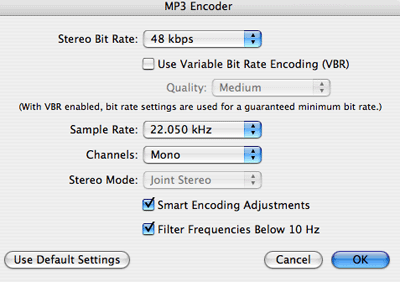 MP3 Encoder
Stereo Bit Rate: 48 kbps
Use Variable Bit Rate Encoding (VBR)
Quality: Medium
(With VBR enabled, bit rate settings are used for a guaranteed minimum bit rate.)
Sample Rate: 22.050 kHz
Channels: Mono
Stereo Mode: Joint Stereo
Smart Encoding Adjustments
Filter Frequencies Below 10 Hz
Use Default Settings Cancel OK